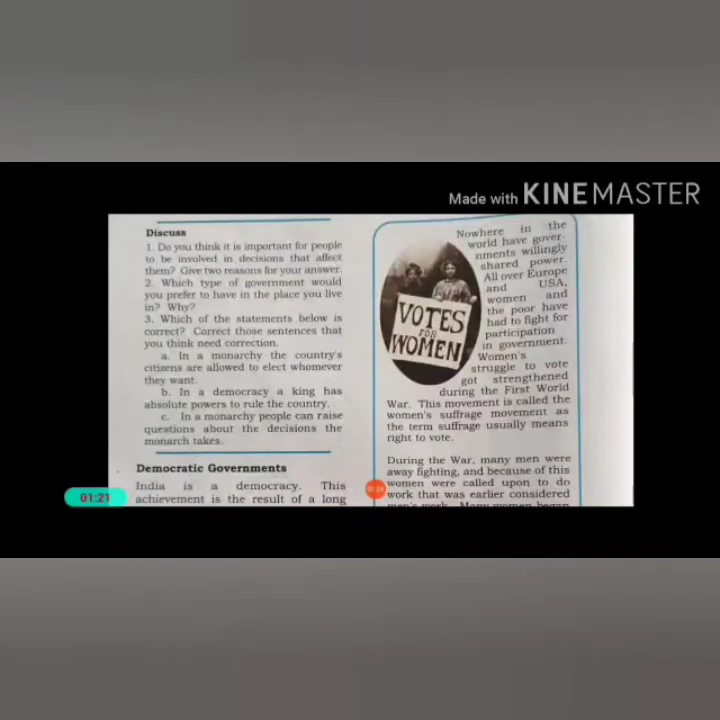 Made with KINEMASTER
Discuss
1. Do you think it is important for people
to be involved in decisions that affect
them? Give two reasons for your answer.
2. Which type of government would
you prefer to have in the place you live
in? Why?
3. Which of the statements below is
correct? Correct those sentences that
you think need correction.
a. In a monarchy the country's
citizens are allowed to elect whomever
they want.
b. In a democracy a king has
absolute powers to rule the country.
c. In a monarchy people can raise
questions about the decisions the
monarch takes.
Democratic Governments
India is a democracy. This
achievement is the result of a long
01:21
Nowhere in the
world have gover-
nments willingly
shared power.
All over Europe
and USA,
women and
the poor have
had to fight for
participation
in government.
Women's
struggle to vote
got strengthened
during the First World
War. This movement is called the
women's suffrage movement as
the term suffrage usually means
right to vote.
VOTES
FOR
WOMEN
During the War, many men were
away fighting, and because of this
women were called upon to do
work that was earlier considered
men's work. Many women began